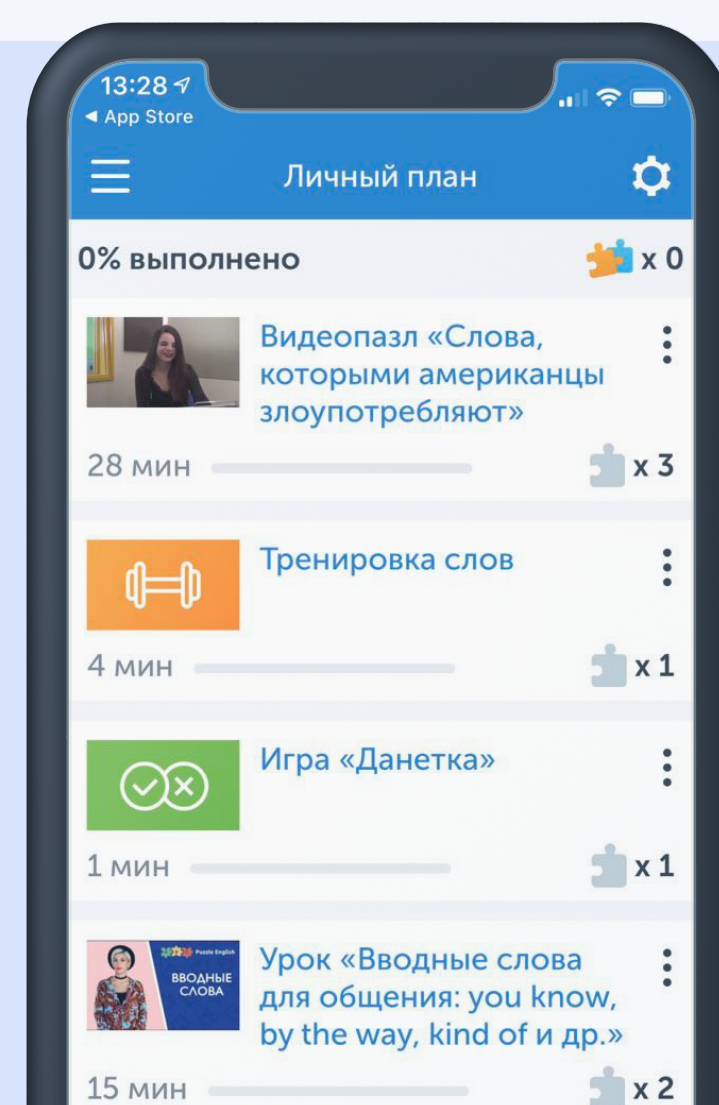 13:28
◀ App Store
Личный план
0% выполнено
x 0
Видеопазл «Слова,
которыми американцы
злоупотребляют»
28 мин
x 3
Тренировка слов
4 мин
x 1
Игра «Данетка»
1 мин
x 1
Puzzle English
ВВОДНЫЕ
СЛОВА
Урок «Вводные слова
для общения: you know,
by the way, kind of и др.»
15 мин
x 2